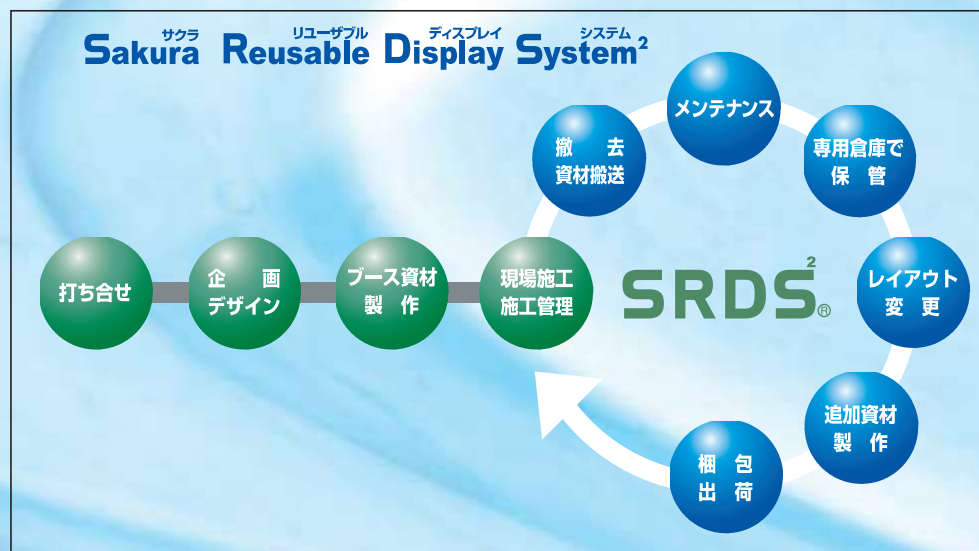 サクラ リユーザブル ディスプレイ システム
Sakura Reusable Display System²
打ち合せ
企　画
デザイン
ブース資材
製　作
現場施工
施工管理
撤　去
資材搬送
メンテナンス
専用倉庫で
保　管
レイアウト
変　更
追加資材
製　作
梱　包
出　荷
SRDS²®